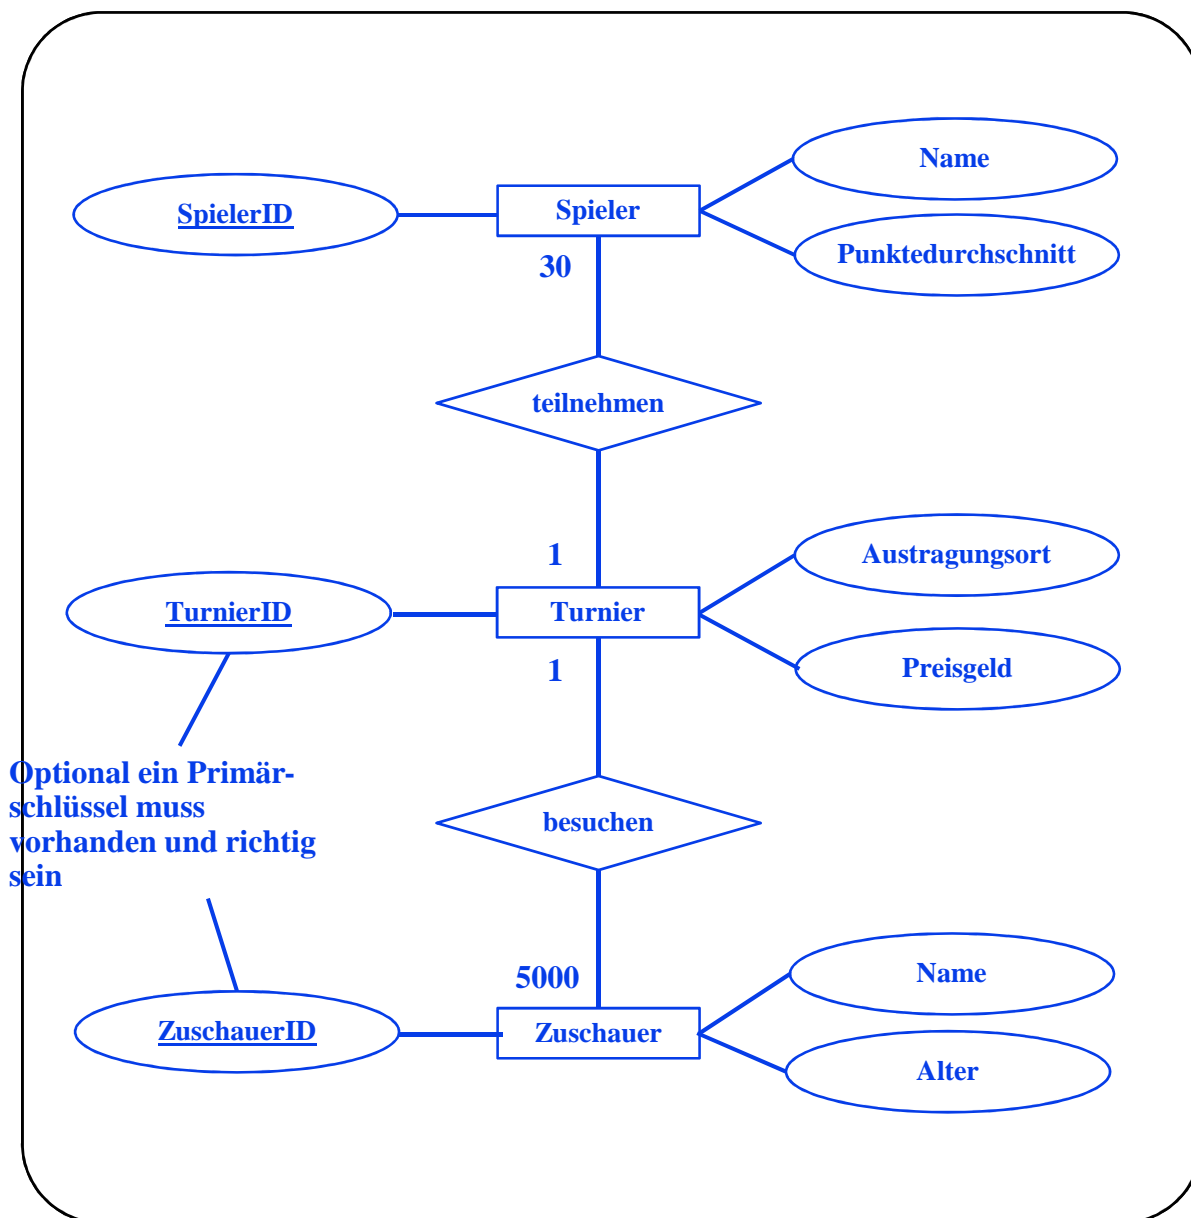 Name
SpielerID
Spieler
Punktedurchschnitt
30
teilnehmen
1
Austragungsort
TurnierID
Turnier
1
Preisgeld
Optional ein Primär-
schlüssel muss
vorhanden und richtig
sein
besuchen
5000
Name
ZuschauerID
Zuschauer
Alter